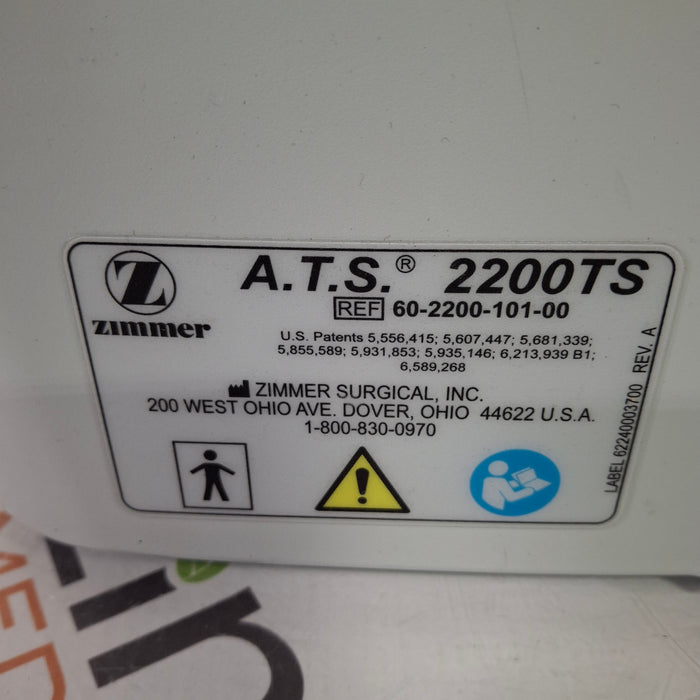 Z
zimmer
A.T.S.® 2200TS
REF 60-2200-101-00
U.S. Patents 5,556,415; 5,607,447; 5,681,339;
5,855,589; 5,931,853; 5,935,146; 6,213,939 B1;
6,589,268
ZIMMER SURGICAL, INC.
200 WEST OHIO AVE. DOVER, OHIO 44622 U.S.A.
1-800-830-0970
LABEL 62240003700 REV. A
in
MED